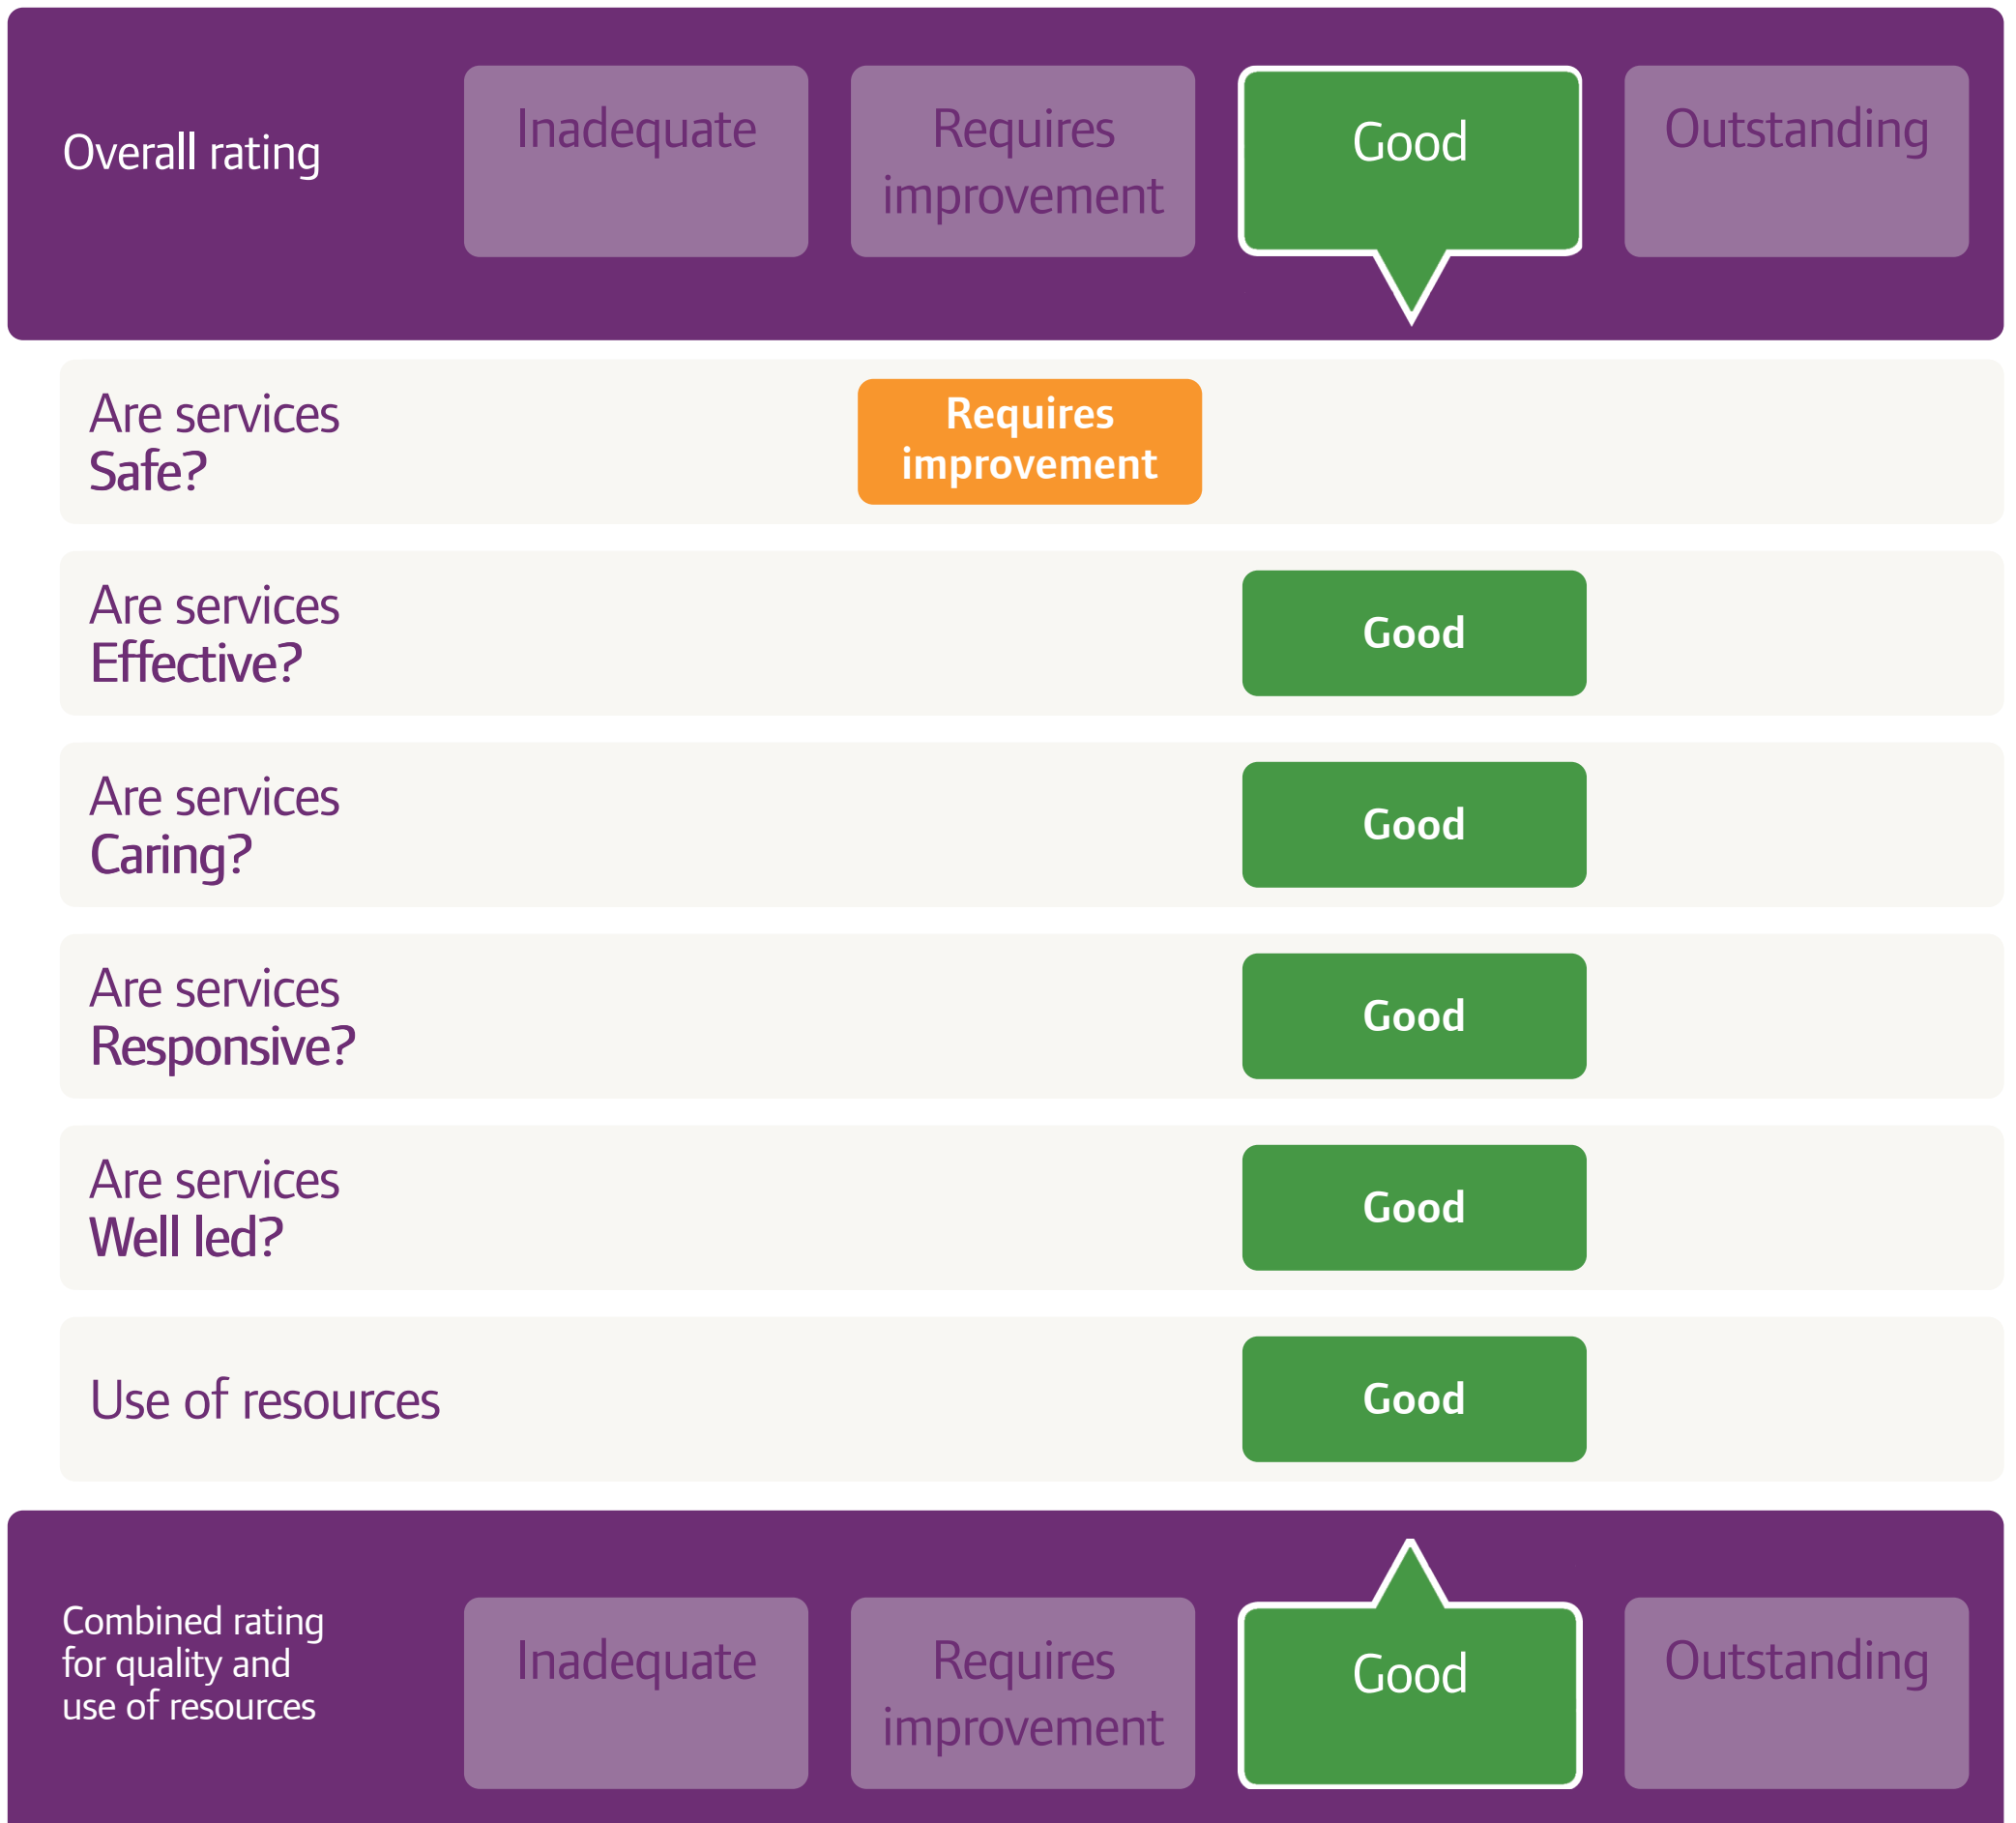 Overall rating
Inadequate
Requires
improvement
Good
Outstanding
Are services
Safe?
Requires
improvement
Are services
Effective?
Good
Are services
Caring?
Good
Are services
Responsive?
Good
Are services
Well led?
Good
Use of resources
Good
Combined rating
for quality and
use of resources
Inadequate
Requires
improvement
Good
Outstanding